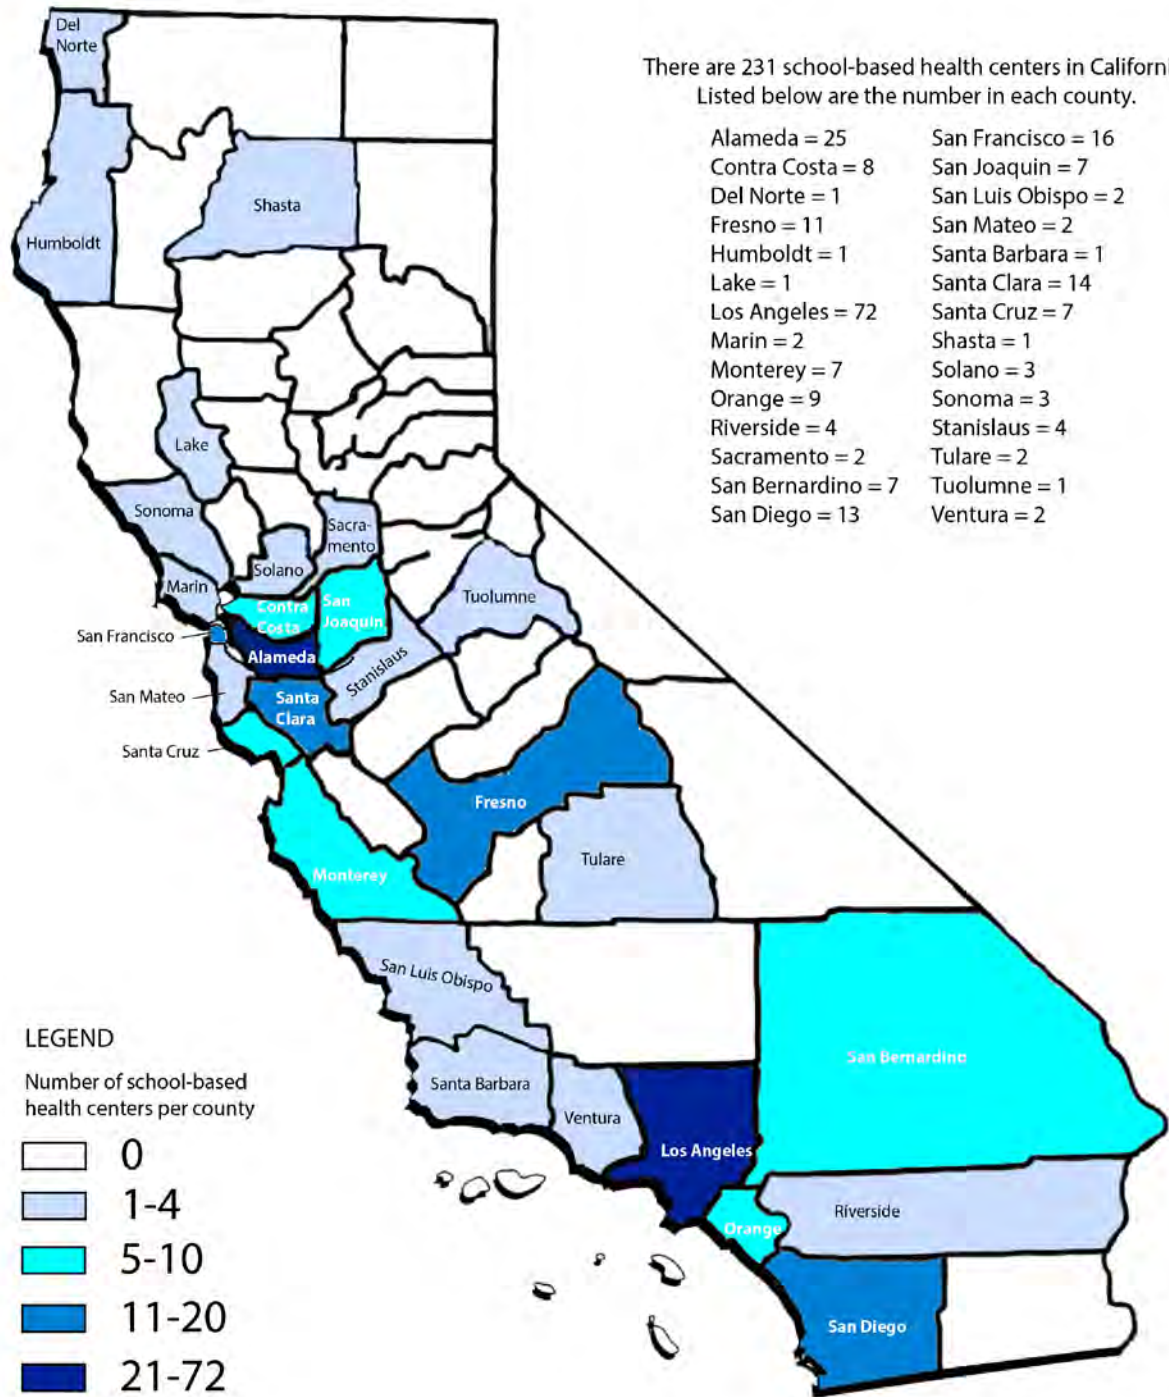 There are 231 school-based health centers in Californi
Listed below are the number in each county.
Alameda = 25
Contra Costa = 8
Del Norte = 1
Fresno = 11
Humboldt = 1
Lake = 1
Los Angeles = 72
Marin = 2
Monterey = 7
Orange = 9
Riverside = 4
Sacramento = 2
San Bernardino = 7
San Diego = 13
San Francisco = 16
San Joaquin = 7
San Luis Obispo = 2
San Mateo = 2
Santa Barbara = 1
Santa Clara = 14
Santa Cruz = 7
Shasta = 1
Solano = 3
Sonoma = 3
Stanislaus = 4
Tulare = 2
Tuolumne = 1
Ventura = 2
Del
Norte
Shasta
Humboldt
Lake
Sonoma
Sacra-
mento
Solano
Marin
Tuolumne
Contra
Costa
San
Joaquin
San Francisco
Alameda
Stanislaus
San Mateo
Santa
Clara
Santa Cruz
Fresno
Tulare
Monterey
San Luis Obispo
San Bernardino
Santa Barbara
Ventura
Los Angeles
Riverside
Orange
San Diego
LEGEND
Number of school-based
health centers per county
0
1-4
5-10
11-20
21-72